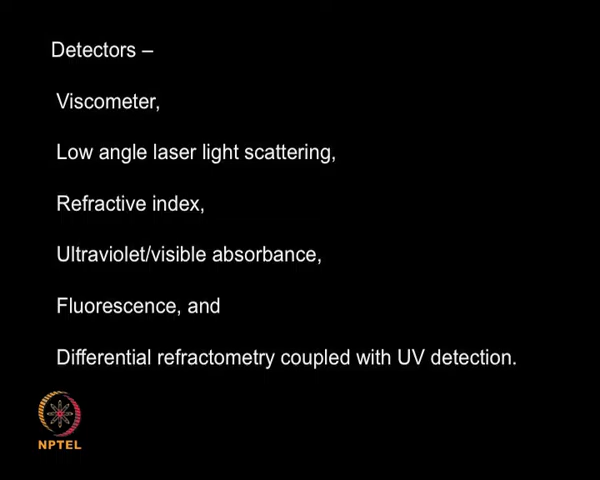 Detectors –
Viscometer,
Low angle laser light scattering,
Refractive index,
Ultraviolet/visible absorbance,
Fluorescence, and
Differential refractometry coupled with UV detection.
NPTEL